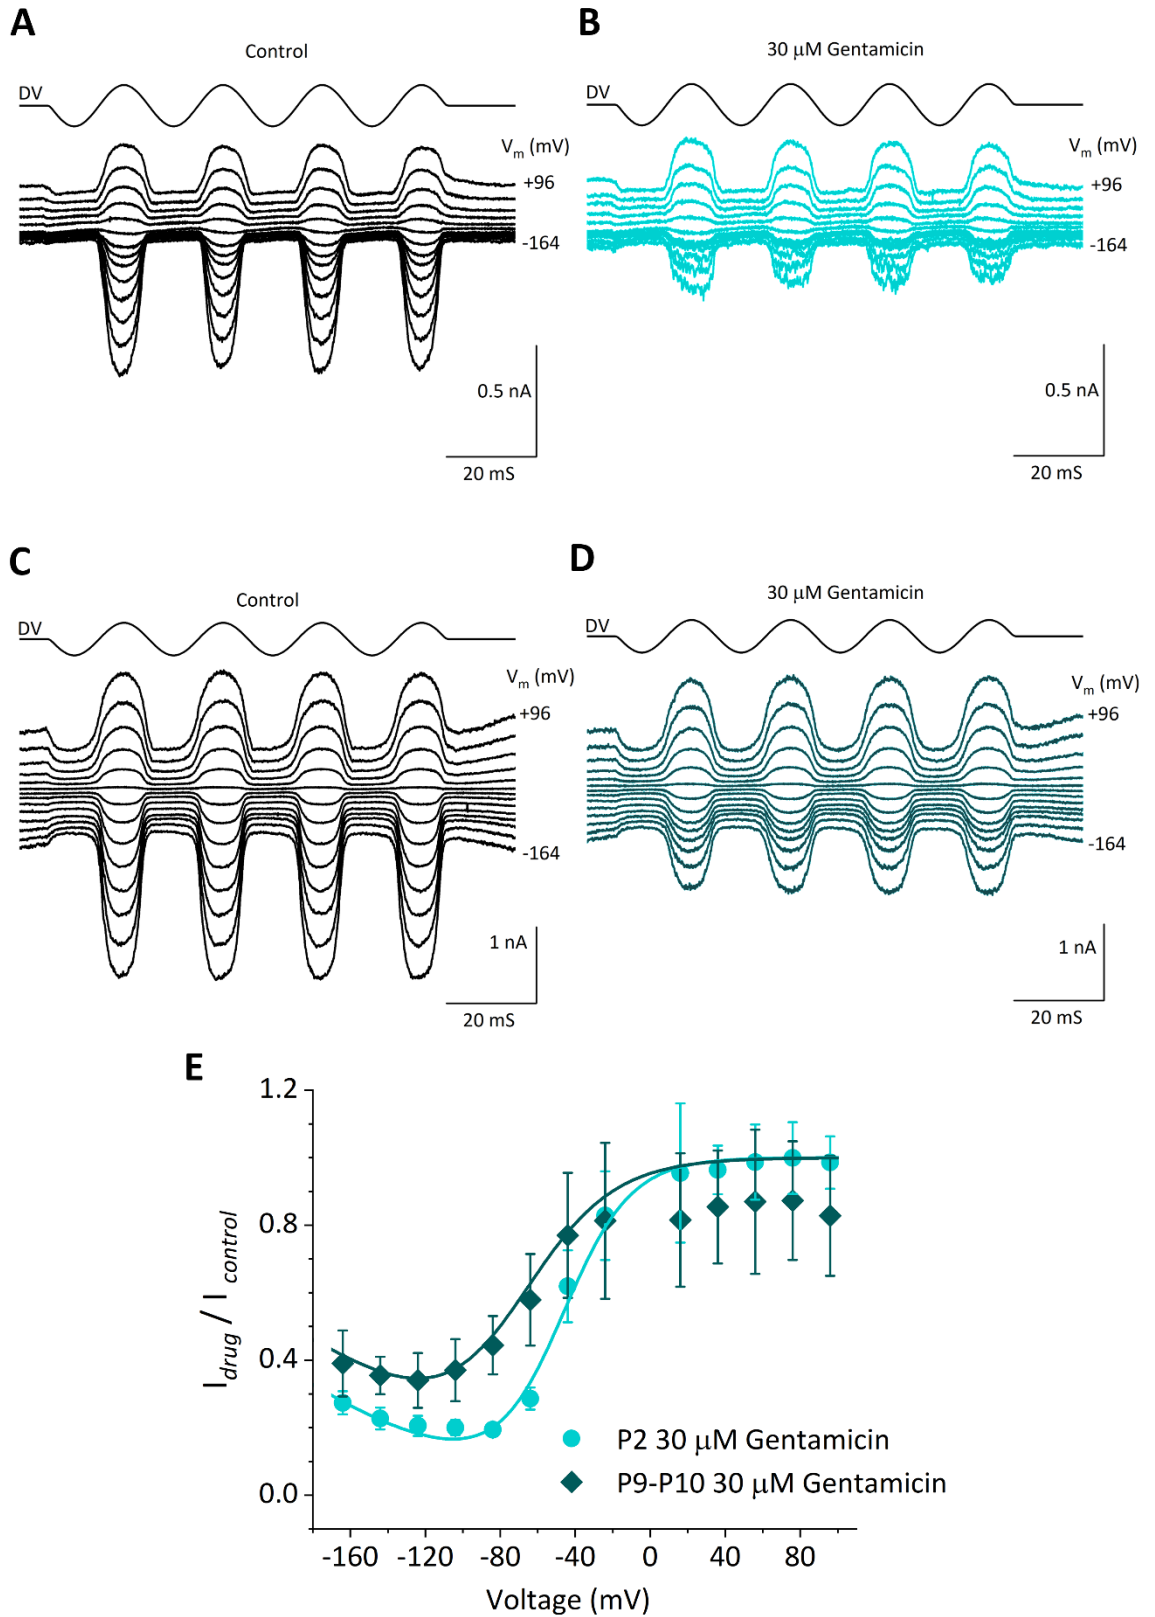 A
Control
DV
Vm (mV)
+96
-164
0.5 nA
20 mS
B
30 μM Gentamicin
DV
Vm (mV)
+96
-164
0.5 nA
20 mS
C
Control
DV
Vm (mV)
+96
-164
1 nA
20 mS
D
30 μM Gentamicin
DV
Vm (mV)
+96
-164
1 nA
20 mS
E
Idrug / I control
1.2
0.8
0.4
0.0
P2 30 μM Gentamicin
P9-P10 30 μM Gentamicin
-160 -120 -80 -40 0 40 80
Voltage (mV)